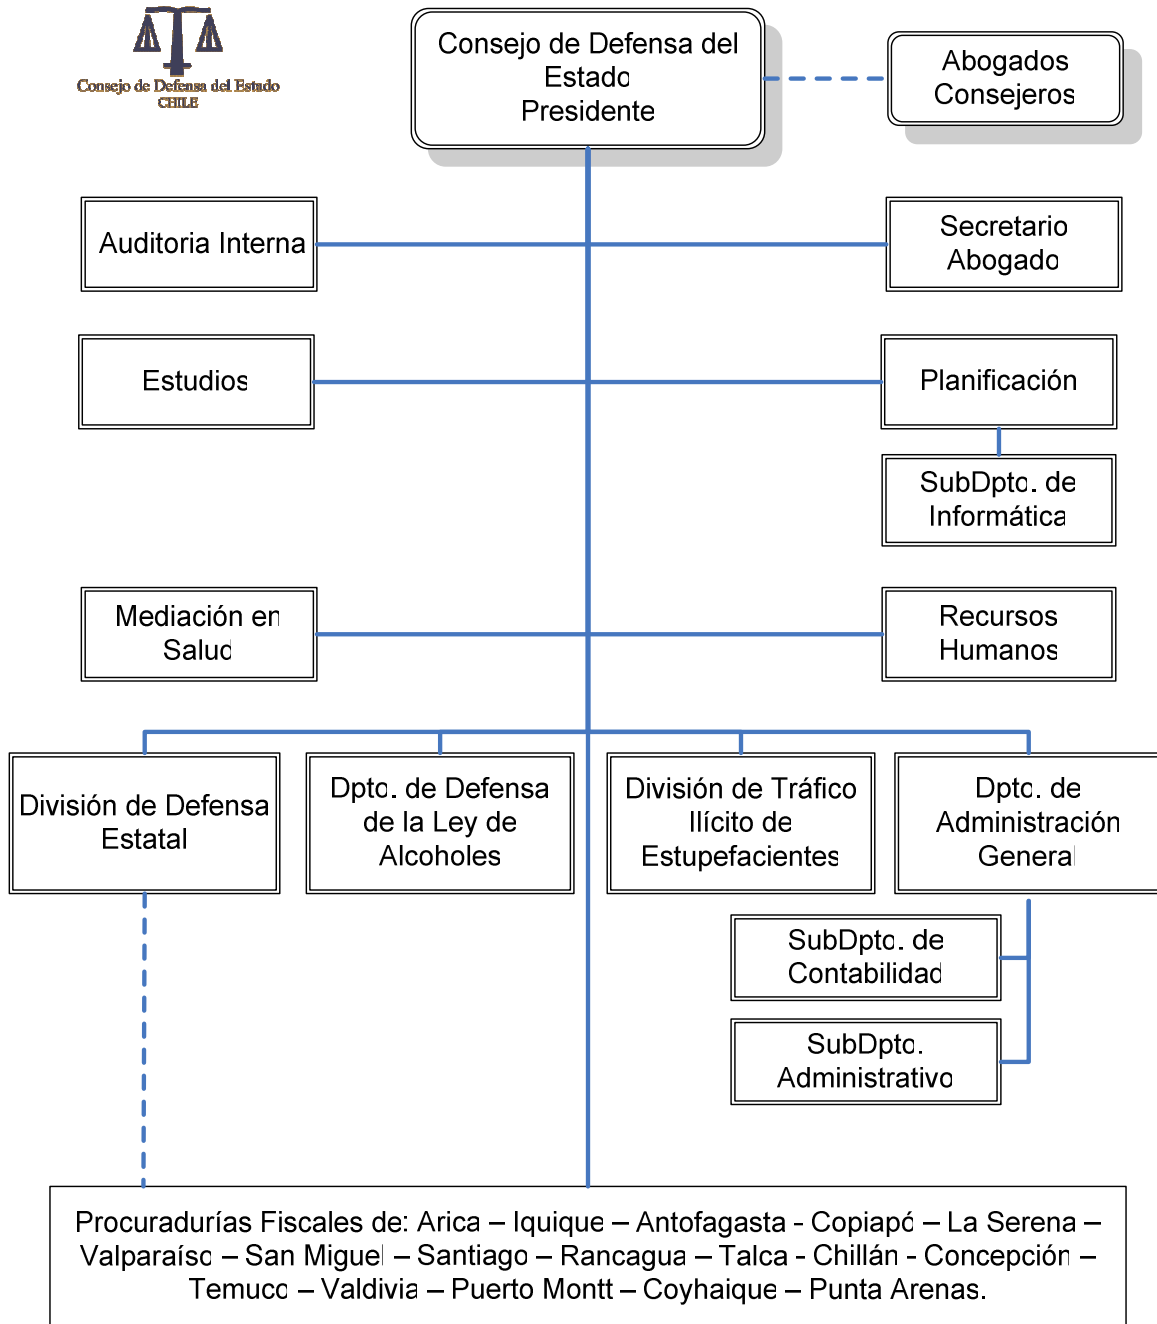 Consejo de Defensa del Estado
CHILE
Consejo de Defensa del
Estado
Presidente
Abogados
Consejeros
Auditoria Interna
Secretario
Abogado
Estudios
Planificación
SubDpto. de
Informática
Mediación en
Salud
Recursos
Humanos
División de Defensa
Estatal
Dpto. de Defensa
de la Ley de
Alcoholes
División de Tráfico
Ilícito de
Estupefacientes
Dpto. de
Administración
General
SubDpto. de
Contabilidad
SubDpto.
Administrativo
Procuradurías Fiscales de: Arica – Iquique – Antofagasta - Copiapó – La Serena –
Valparaíso – San Miguel – Santiago – Rancagua – Talca - Chillán - Concepción –
Temuco – Valdivia – Puerto Montt – Coyhaique – Punta Arenas.